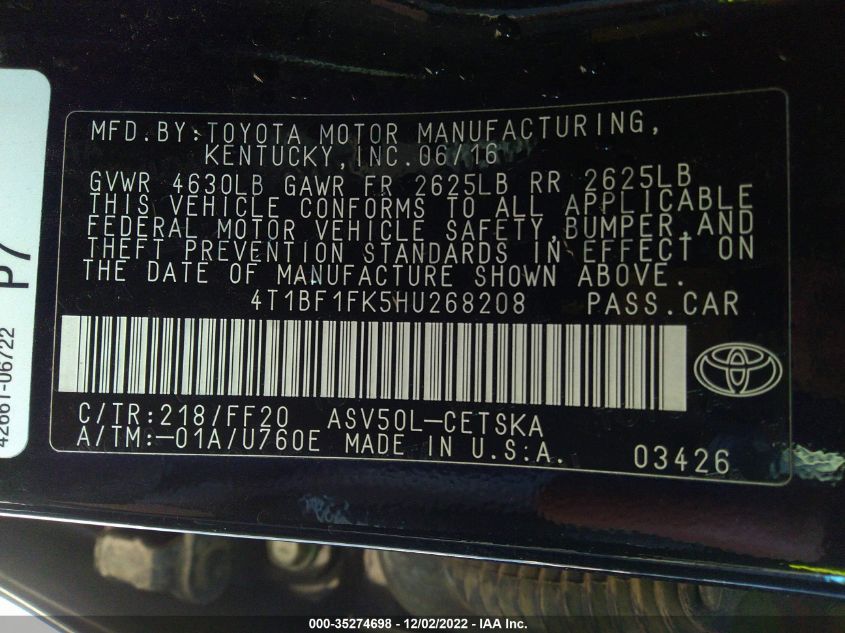 MFD.BY:TOYOTA MOTOR MANUFACTURING,
KENTUCKY,INC.06/16
GVWR 4630LB GAWR FR 2625LB RR 2625LB
THIS VEHICLE CONFORMS TO ALL APPLICABLE
FEDERAL MOTOR VEHICLE SAFETY,BUMPER,AND
THEFT PREVENTION STANDARDS IN EFFECT ON
THE DATE OF MANUFACTURE SHOWN ABOVE.
4T1BF1FK5HU268208 PASS.CAR
C/TR:218/FF20 ASV50L-CETSKA
A/TM:-01A/U760E MADE IN U.S.A.
03426
P7
42661-06722
000-35274698 - 12/02/2022 - IAA Inc.